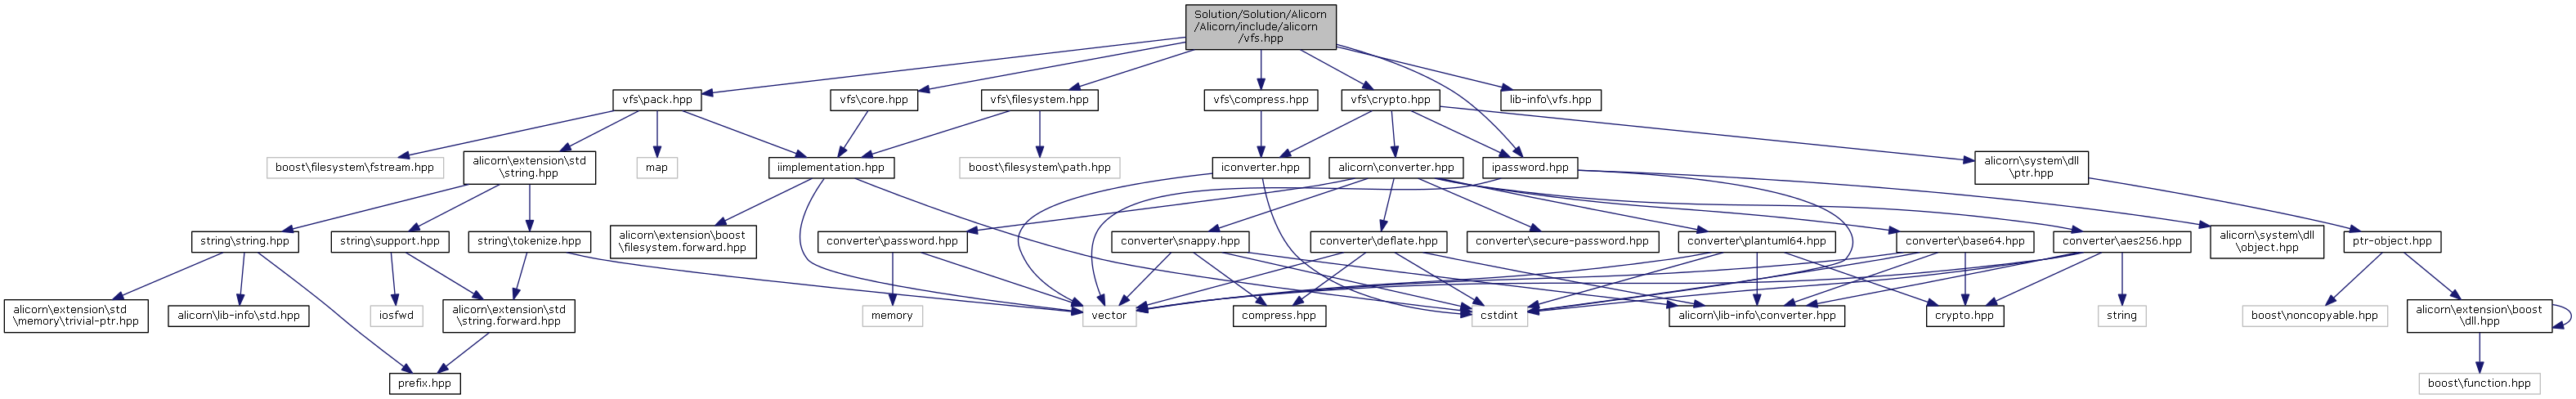 Solution/Solution/Alicorn
/Alicorn/include/alicorn
/vfs.hpp
vfs\pack.hpp
vfs\core.hpp
vfs\filesystem.hpp
vfs\compress.hpp
vfs\crypto.hpp
lib-info\vfs.hpp
boost\filesystem\fstream.hpp
alicorn\extension\std
\string.hpp
map
iimplementation.hpp
boost\filesystem\path.hpp
iconverter.hpp
alicorn\converter.hpp
ipassword.hpp
alicorn\system\dll
\ptr.hpp
string\string.hpp
string\support.hpp
string\tokenize.hpp
alicorn\extension\boost
\filesystem.forward.hpp
converter\password.hpp
converter\snappy.hpp
converter\deflate.hpp
converter\secure-password.hpp
converter\plantuml64.hpp
converter\base64.hpp
converter\aes256.hpp
alicorn\system\dll
\object.hpp
ptr-object.hpp
alicorn\extension\std
\memory\trivial-ptr.hpp
alicorn\lib-info\std.hpp
iosfwd
alicorn\extension\std
\string.forward.hpp
memory
vector
compress.hpp
cstdint
alicorn\lib-info\converter.hpp
crypto.hpp
string
boost\noncopyable.hpp
alicorn\extension\boost
\dll.hpp
prefix.hpp
boost\function.hpp